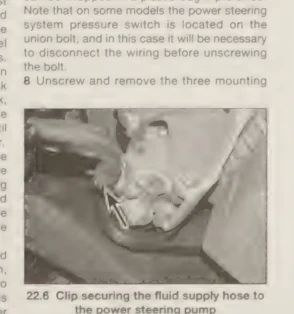 Note that on some models the power steering
system pressure switch is located on the
union bolt, and in this case it will be necessary
to disconnect the wiring before unscrewing
the bolt.
8 Unscrew and remove the three mounting
22.6 Clip securing the fluid supply hose to
the power steering pump